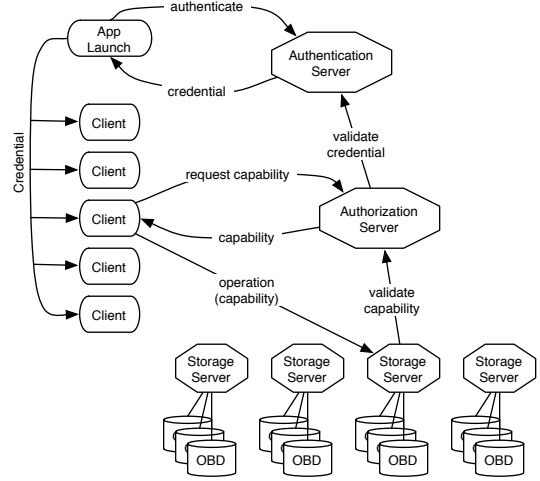 authenticate
App
Launch
Authentication
Server
credential
Client
validate
credential
Credential
Client
request capability
Client
Authorization
Server
capability
Client
operation
(capability)
validate
capability
Client
Storage
Server
Storage
Server
Storage
Server
Storage
Server
OBD
OBD
OBD
OBD